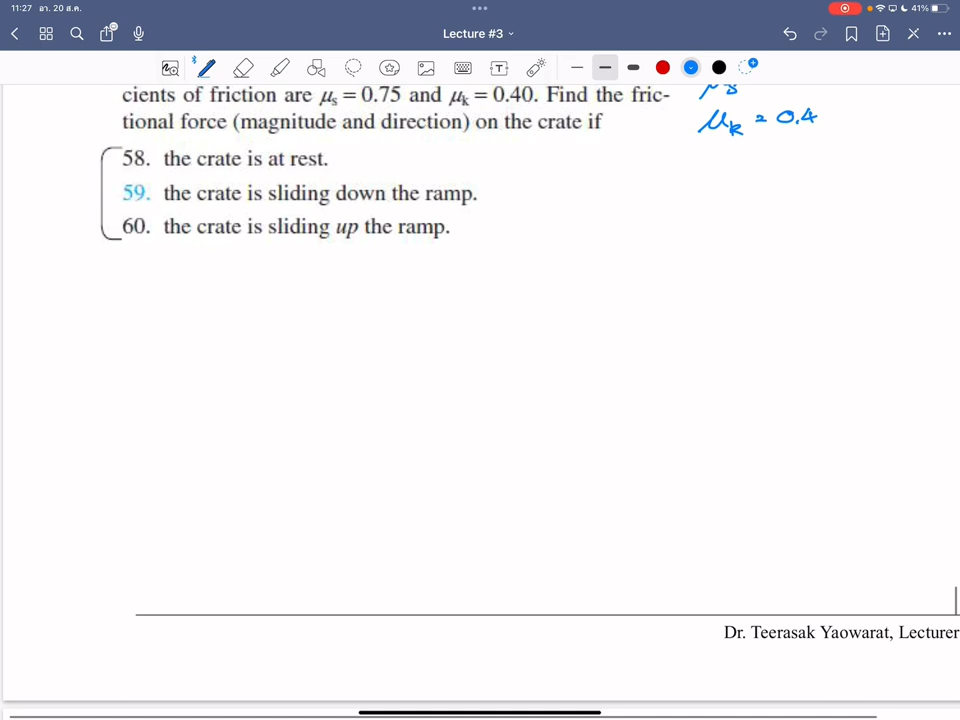 11:27 อา. 20 ส.ค.
41%
Lecture #3
cients of friction are μs = 0.75 and μk = 0.40. Find the fric-
tional force (magnitude and direction) on the crate if
μk = 0.4
58. the crate is at rest.
59. the crate is sliding down the ramp.
60. the crate is sliding up the ramp.
Dr. Teerasak Yaowarat, Lecturer